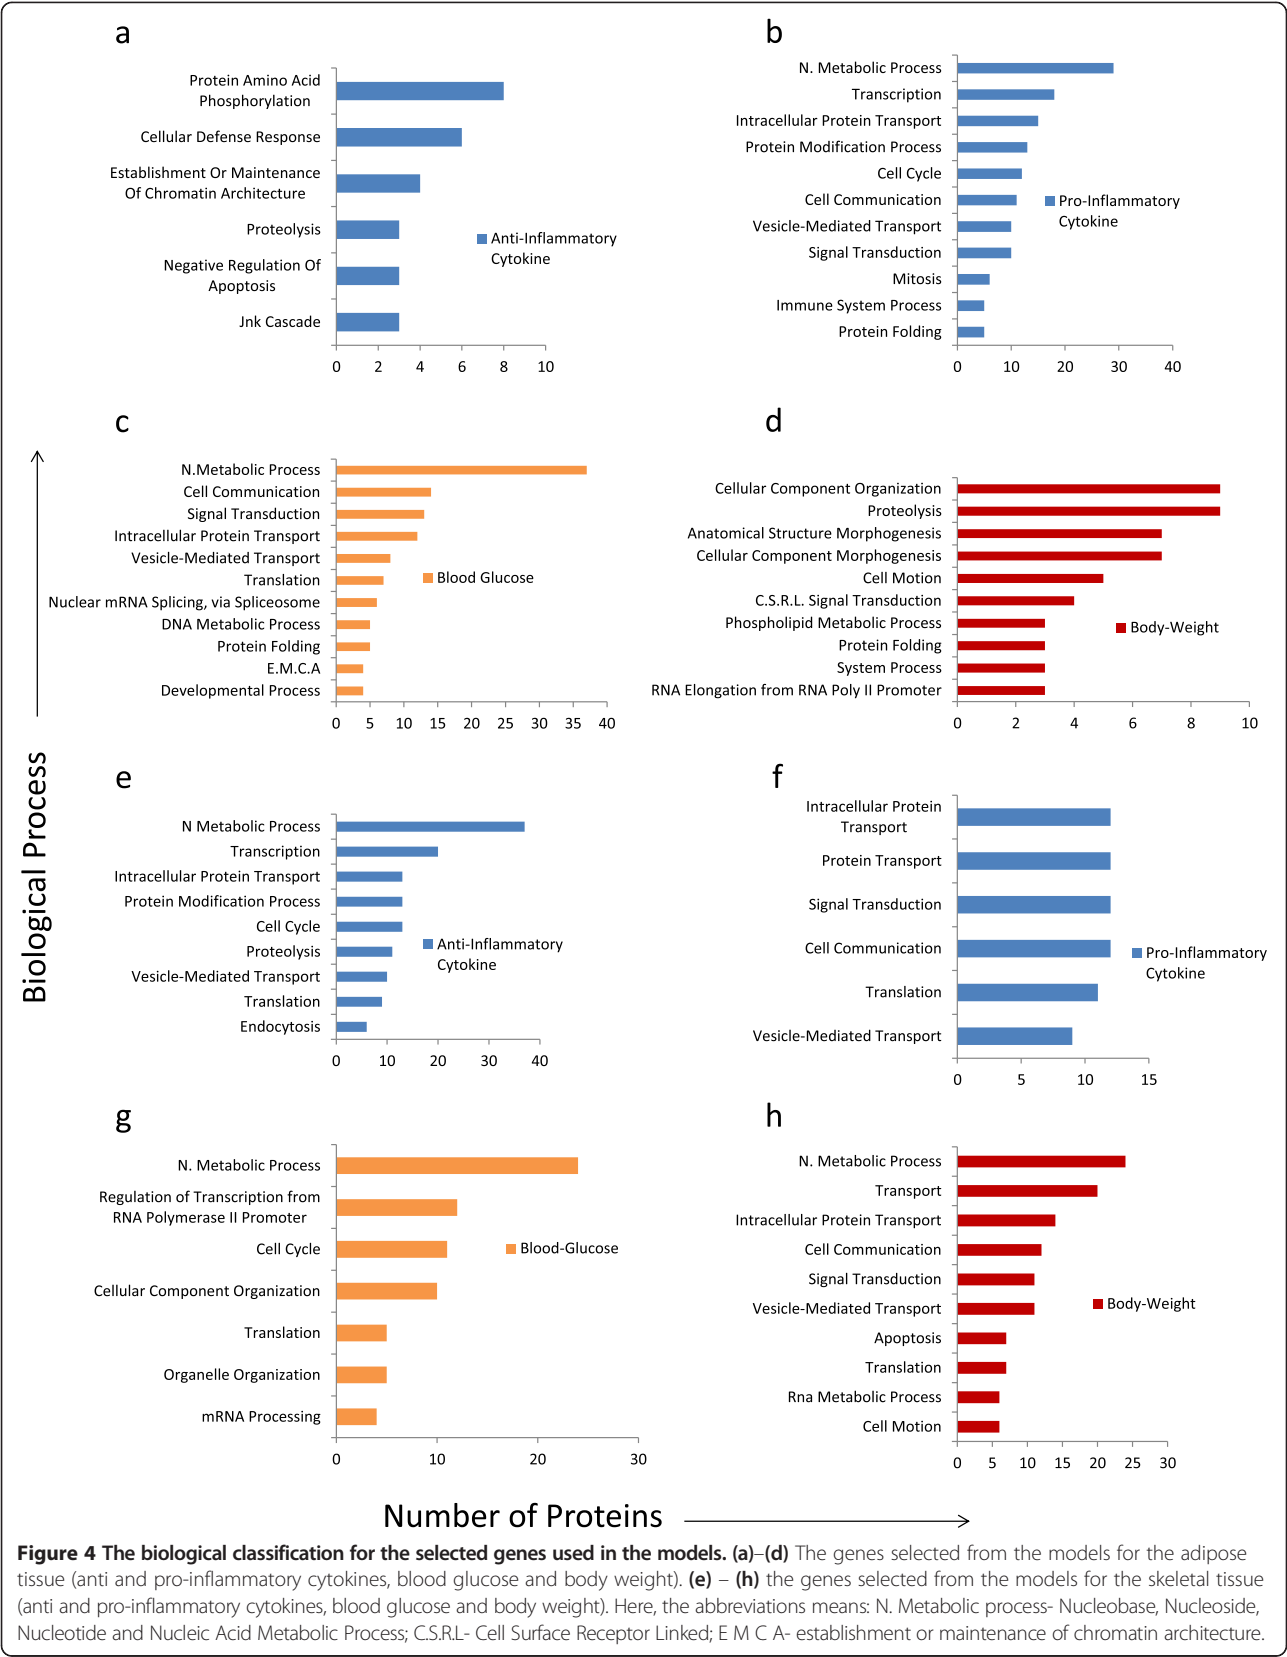 a
Protein Amino Acid
Phosphorylation
Cellular Defense Response
Establishment Or Maintenance
Of Chromatin Architecture
Proteolysis
Negative Regulation Of
Apoptosis
Jnk Cascade
Anti-Inflammatory
Cytokine
0 2 4 6 8 10
b
N. Metabolic Process
Transcription
Intracellular Protein Transport
Protein Modification Process
Cell Cycle
Cell Communication
Vesicle-Mediated Transport
Signal Transduction
Mitosis
Immune System Process
Protein Folding
Pro-Inflammatory
Cytokine
0 10 20 30 40
c
N.Metabolic Process
Cell Communication
Signal Transduction
Intracellular Protein Transport
Vesicle-Mediated Transport
Translation
Nuclear mRNA Splicing, via Spliceosome
DNA Metabolic Process
Protein Folding
E.M.C.A
Developmental Process
Blood Glucose
0 5 10 15 20 25 30 35 40
d
Cellular Component Organization
Proteolysis
Anatomical Structure Morphogenesis
Cellular Component Morphogenesis
Cell Motion
C.S.R.L. Signal Transduction
Phospholipid Metabolic Process
Protein Folding
System Process
RNA Elongation from RNA Poly II Promoter
Body-Weight
0 2 4 6 8 10
e
N Metabolic Process
Transcription
Intracellular Protein Transport
Protein Modification Process
Cell Cycle
Proteolysis
Vesicle-Mediated Transport
Translation
Endocytosis
Anti-Inflammatory
Cytokine
0 10 20 30 40
f
Intracellular Protein
Transport
Protein Transport
Signal Transduction
Cell Communication
Translation
Vesicle-Mediated Transport
Pro-Inflammatory
Cytokine
0 5 10 15
g
N. Metabolic Process
Regulation of Transcription from
RNA Polymerase II Promoter
Cell Cycle
Cellular Component Organization
Translation
Organelle Organization
mRNA Processing
Blood-Glucose
0 10 20 30
h
N. Metabolic Process
Transport
Intracellular Protein Transport
Cell Communication
Signal Transduction
Vesicle-Mediated Transport
Apoptosis
Translation
Rna Metabolic Process
Cell Motion
Body-Weight
0 5 10 15 20 25 30
Biological Process
Number of Proteins
Figure 4 The biological classification for the selected genes used in the models. (a)–(d) The genes selected from the models for the adipose
tissue (anti and pro-inflammatory cytokines, blood glucose and body weight). (e) – (h) the genes selected from the models for the skeletal tissue
(anti and pro-inflammatory cytokines, blood glucose and body weight). Here, the abbreviations means: N. Metabolic process- Nucleobase, Nucleoside,
Nucleotide and Nucleic Acid Metabolic Process; C.S.R.L- Cell Surface Receptor Linked; E M C A- establishment or maintenance of chromatin architecture.